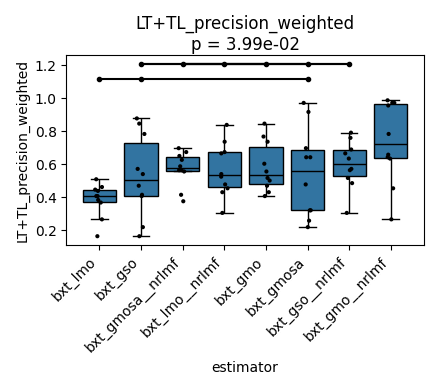 LT+TL_precision_weighted
p = 3.99e-02
LT+TL_precision_weighted
1.2
1.0
0.8
0.6
0.4
0.2
bxt_lmo
bxt_gso
bxt_gmosa__nrlmf
bxt_lmo__nrlmf
bxt_gmo
bxt_gmosa
bxt_gso__nrlmf
bxt_gmo__nrlmf
estimator